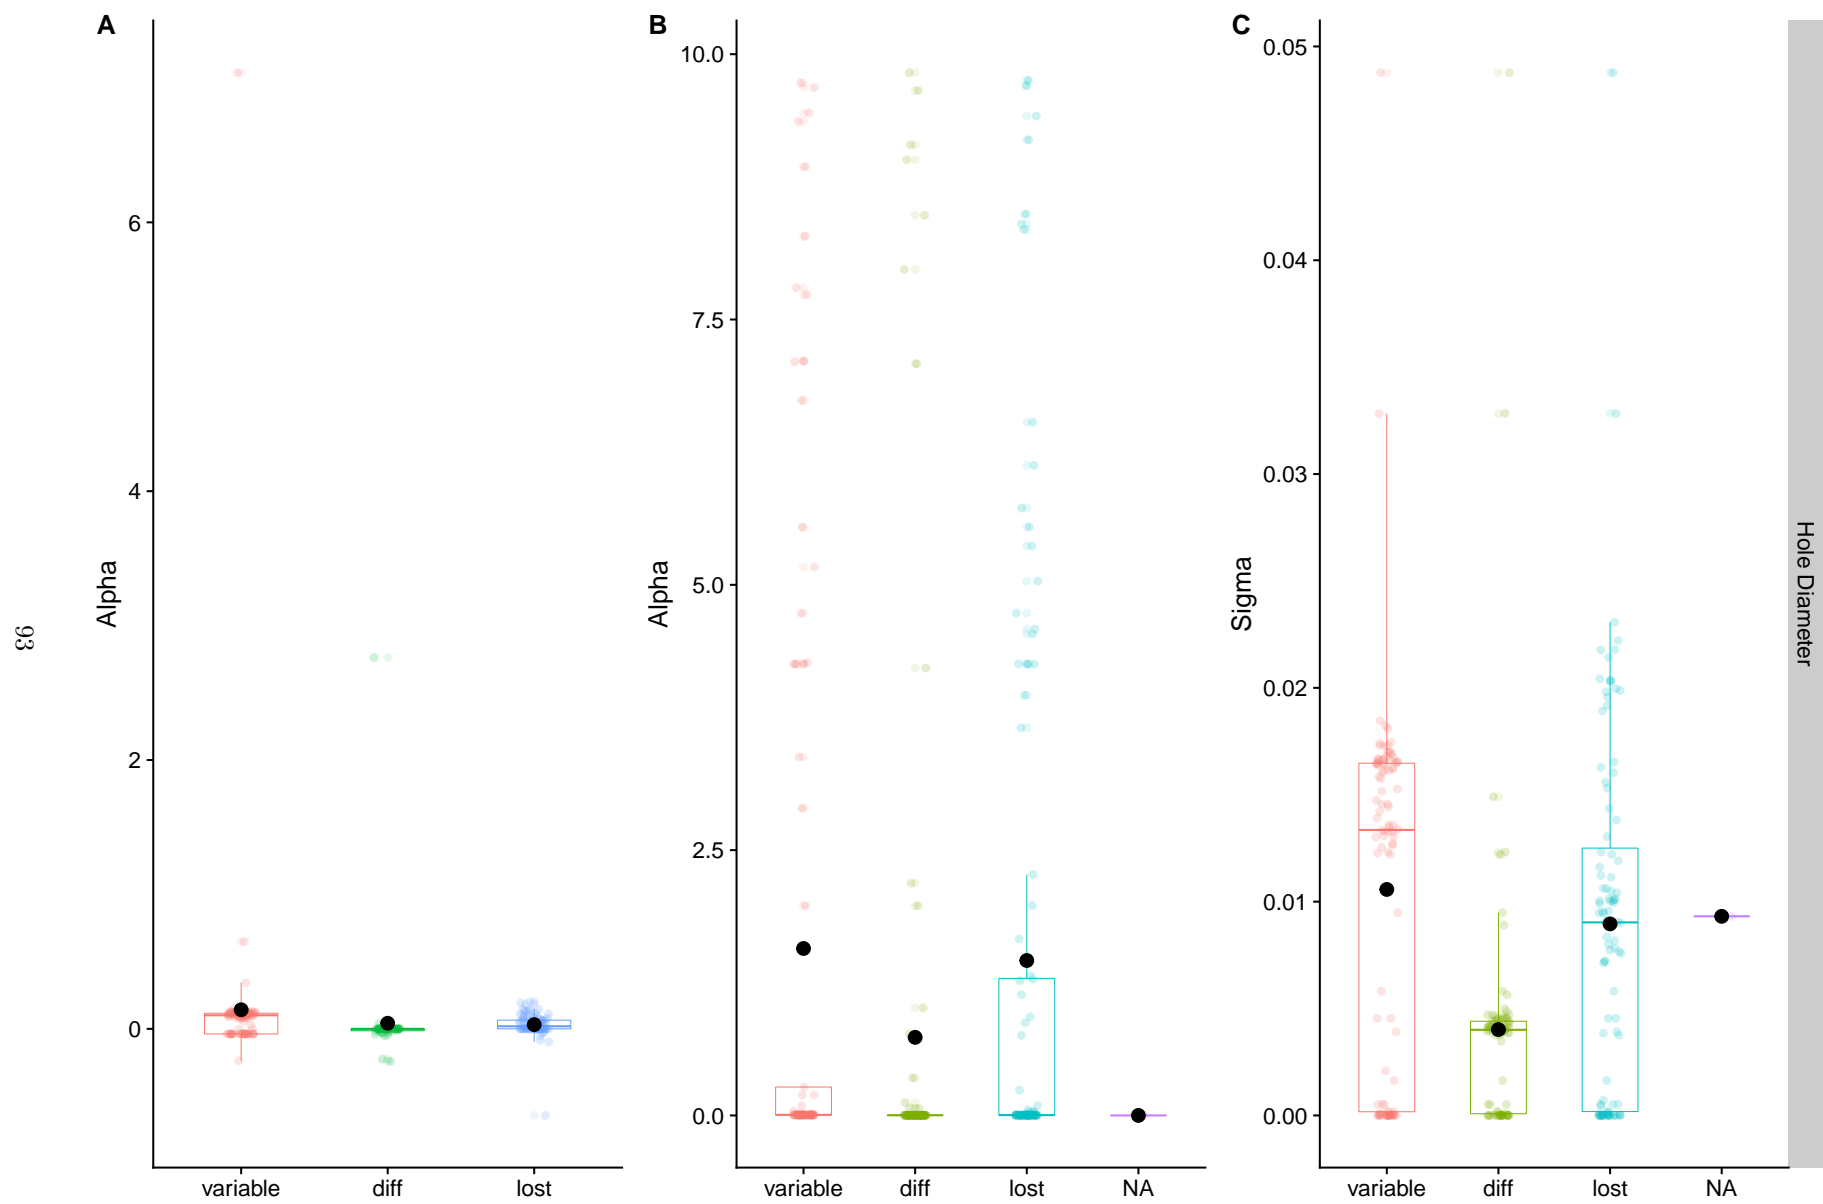 A
Alpha
6
4
2
0
variable
diff
lost
B
Alpha
10.0
7.5
5.0
2.5
0.0
variable
diff
lost
NA
C
Sigma
0.05
0.04
0.03
0.02
0.01
0.00
variable
diff
lost
NA
Hole Diameter
93